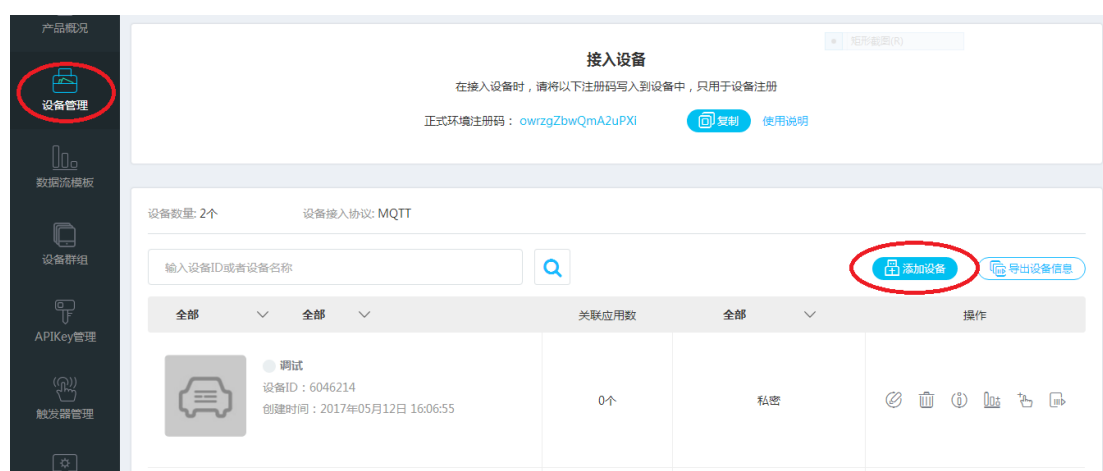 产品概况
设备管理
数据流模板
设备群组
APIKey管理
触发器管理
矩形截图(R)
接入设备
在接入设备时，请将以下注册码写入到设备中，只用于设备注册
正式环境注册码： owrzgZbwQmA2uPXI 复制 使用说明
设备数量: 2个 设备接入协议: MQTT
输入设备ID或者设备名称 添加设备 导出设备信息
全部 全部 关联应用数 全部 操作
调试
设备ID：6046214
创建时间：2017年05月12日 16:06:55
0个 私密